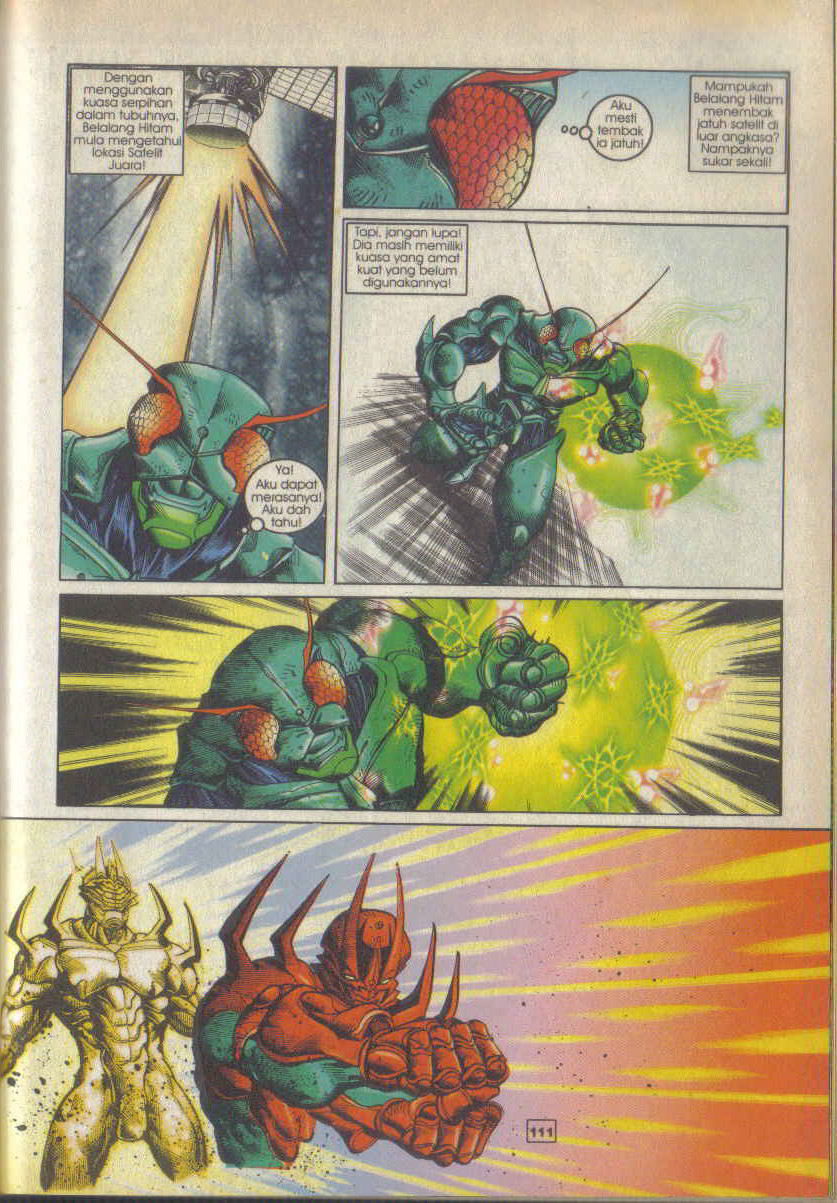 Dengan
menggunakan
kuasa serpihan
dalam tubuhnya,
Belalang Hitam
mula mengetahui
lokasi Satelit
Juara!
Ya!
Aku dapat
merasanya!
Aku dah
tahu!
Aku
mesti
tembak
ia jatuh!
Mampukah
Belalang Hitam
menembak
jatuh satelit di
luar angkasa?
Nampaknya
sukar sekali!
Tapi, jangan lupa!
Dia masih memiliki
kuasa yang amat
kuat yang belum
digunakannya!
111